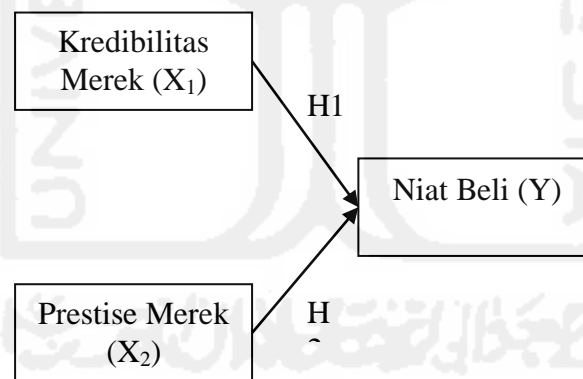 Kredibilitas
Merek (X₁)
H1
Niat Beli (Y)
Prestise Merek
(X₂)
H